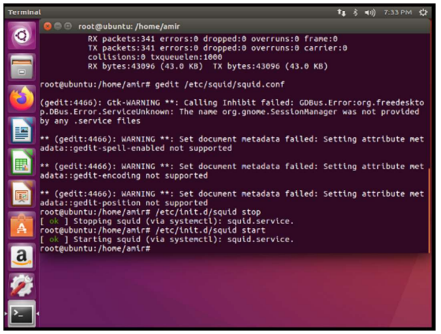 Terminal
7:33 PM
root@ubuntu: /home/amir
RX packets:341 errors:0 dropped:0 overruns:0 frame:0
TX packets:341 errors:0 dropped:0 overruns:0 carrier:0
collisions:0 txqueuelen:1000
RX bytes:43096 (43.0 KB)  TX bytes:43096 (43.0 KB)
root@ubuntu:/home/amir# gedit /etc/squid/squid.conf
(gedit:4466): Gtk-WARNING **: Calling Inhibit failed: GDBus.Error:org.freedeskto
p.DBus.Error.ServiceUnknown: The name org.gnome.SessionManager was not provided
by any .service files
** (gedit:4466): WARNING **: Set document metadata failed: Setting attribute met
adata::gedit-spell-enabled not supported
** (gedit:4466): WARNING **: Set document metadata failed: Setting attribute met
adata::gedit-encoding not supported
** (gedit:4466): WARNING **: Set document metadata failed: Setting attribute met
adata::gedit-position not supported
root@ubuntu:/home/amir# /etc/init.d/squid stop
[ ok ] Stopping squid (via systemctl): squid.service.
root@ubuntu:/home/amir# /etc/init.d/squid start
[ ok ] Starting squid (via systemctl): squid.service.
root@ubuntu:/home/amir#